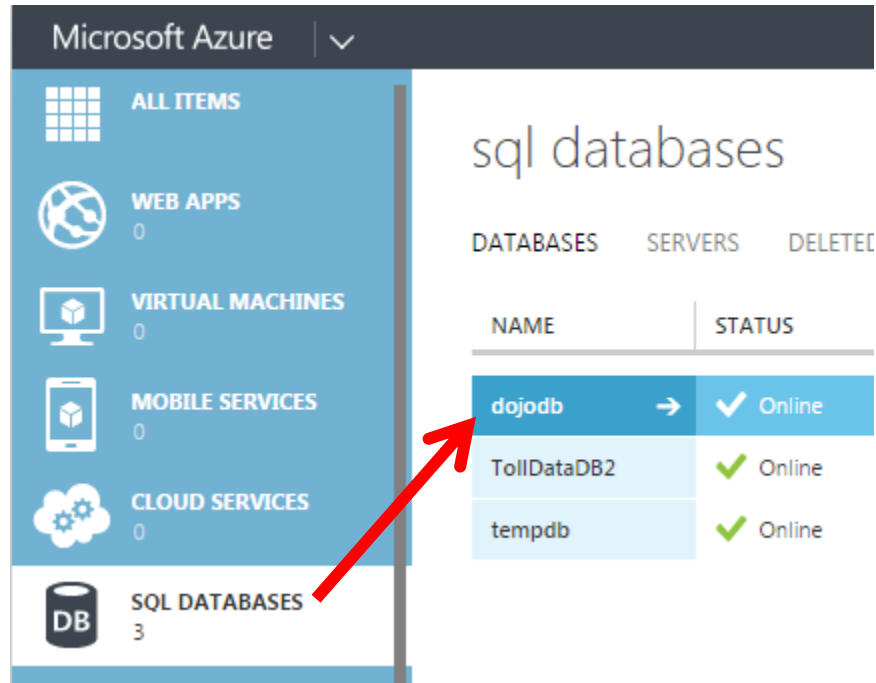 Microsoft Azure
ALL ITEMS
WEB APPS
0
VIRTUAL MACHINES
0
MOBILE SERVICES
0
CLOUD SERVICES
0
DB
SQL DATABASES
3
sql databases
DATABASES SERVERS DELETED
NAME STATUS
dojodb Online
TollDataDB2 Online
tempdb Online